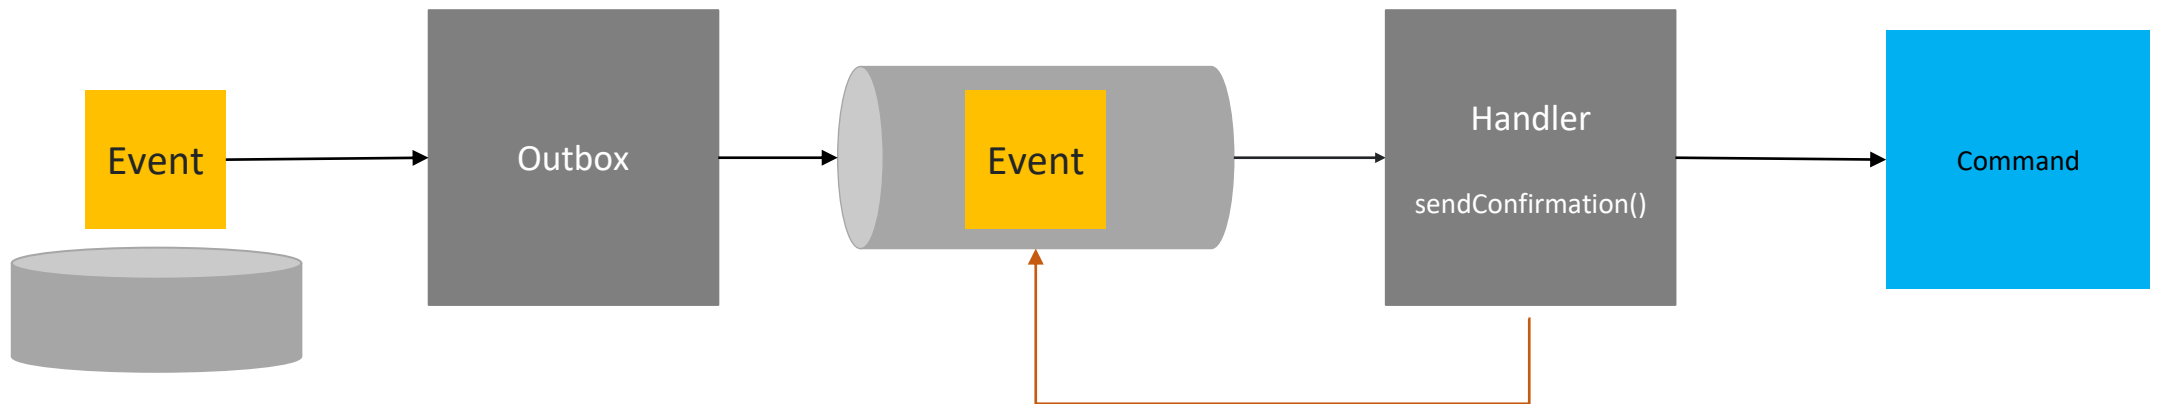 Event
Outbox
Event
Handler
sendConfirmation()
Command